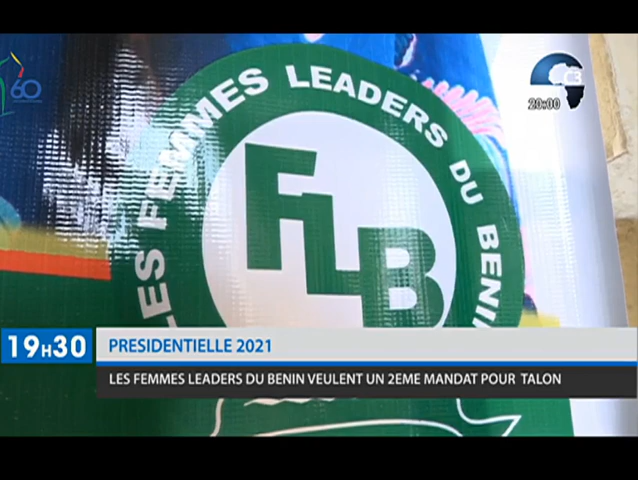 60
C3
20:00
LES FEMMES LEADERS DU BENIN
FLB
19H30
PRESIDENTIELLE 2021
LES FEMMES LEADERS DU BENIN VEULENT UN 2EME MANDAT POUR TALON